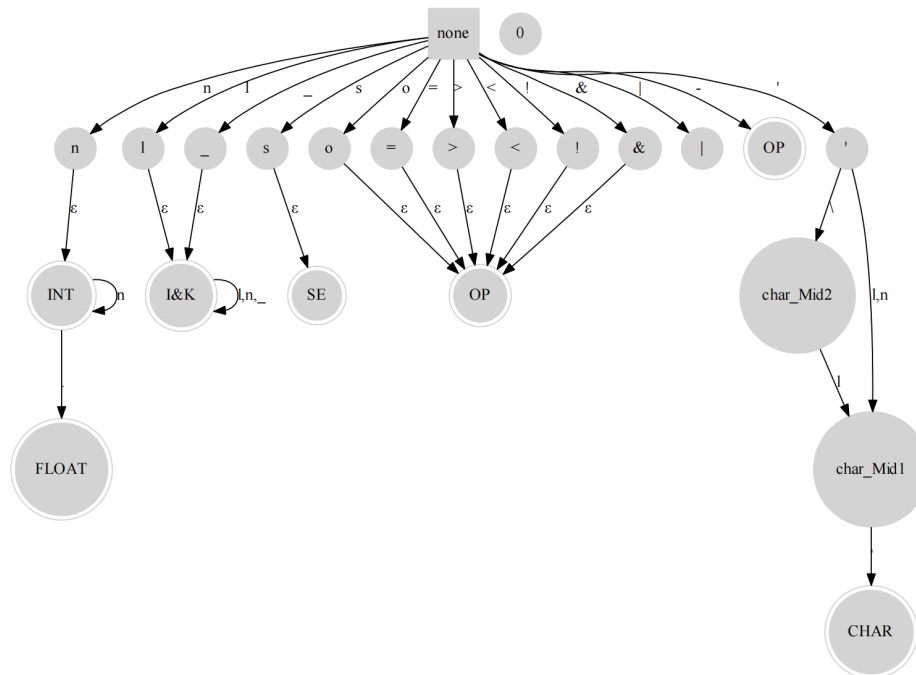 none
0
n
l
_
s
o
=
>
<
!
&
|
-
'
n
l
_
s
o
=
>
<
!
&
|
OP
'
ε
ε
ε
ε
ε
ε
ε
ε
ε
ε
\
INT
n
I&K
l,n,_
SE
OP
char_Mid2
l,n
.
l
FLOAT
char_Mid1
'
CHAR